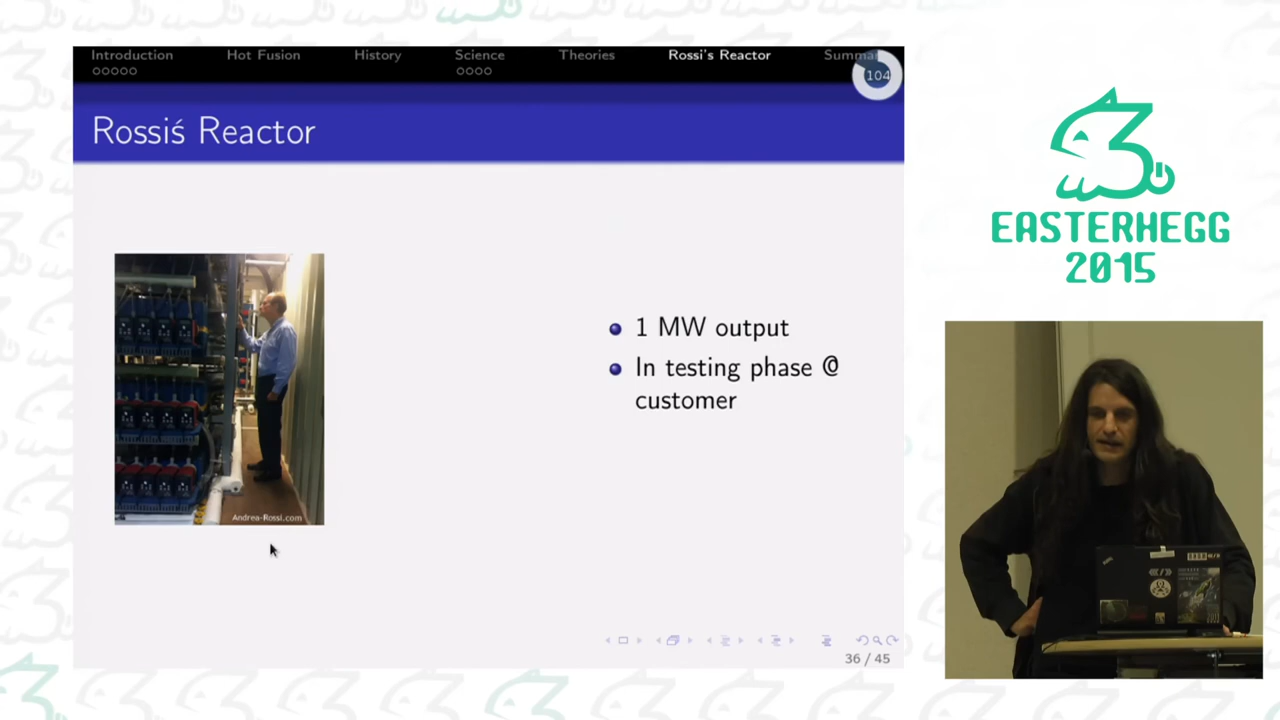 Introduction Hot Fusion History Science Theories Rossi's Reactor Summa
104
Rossiś Reactor
1 MW output
In testing phase @
customer
Andrea-Rossi.com
36 / 45
EASTERHEGG
2015